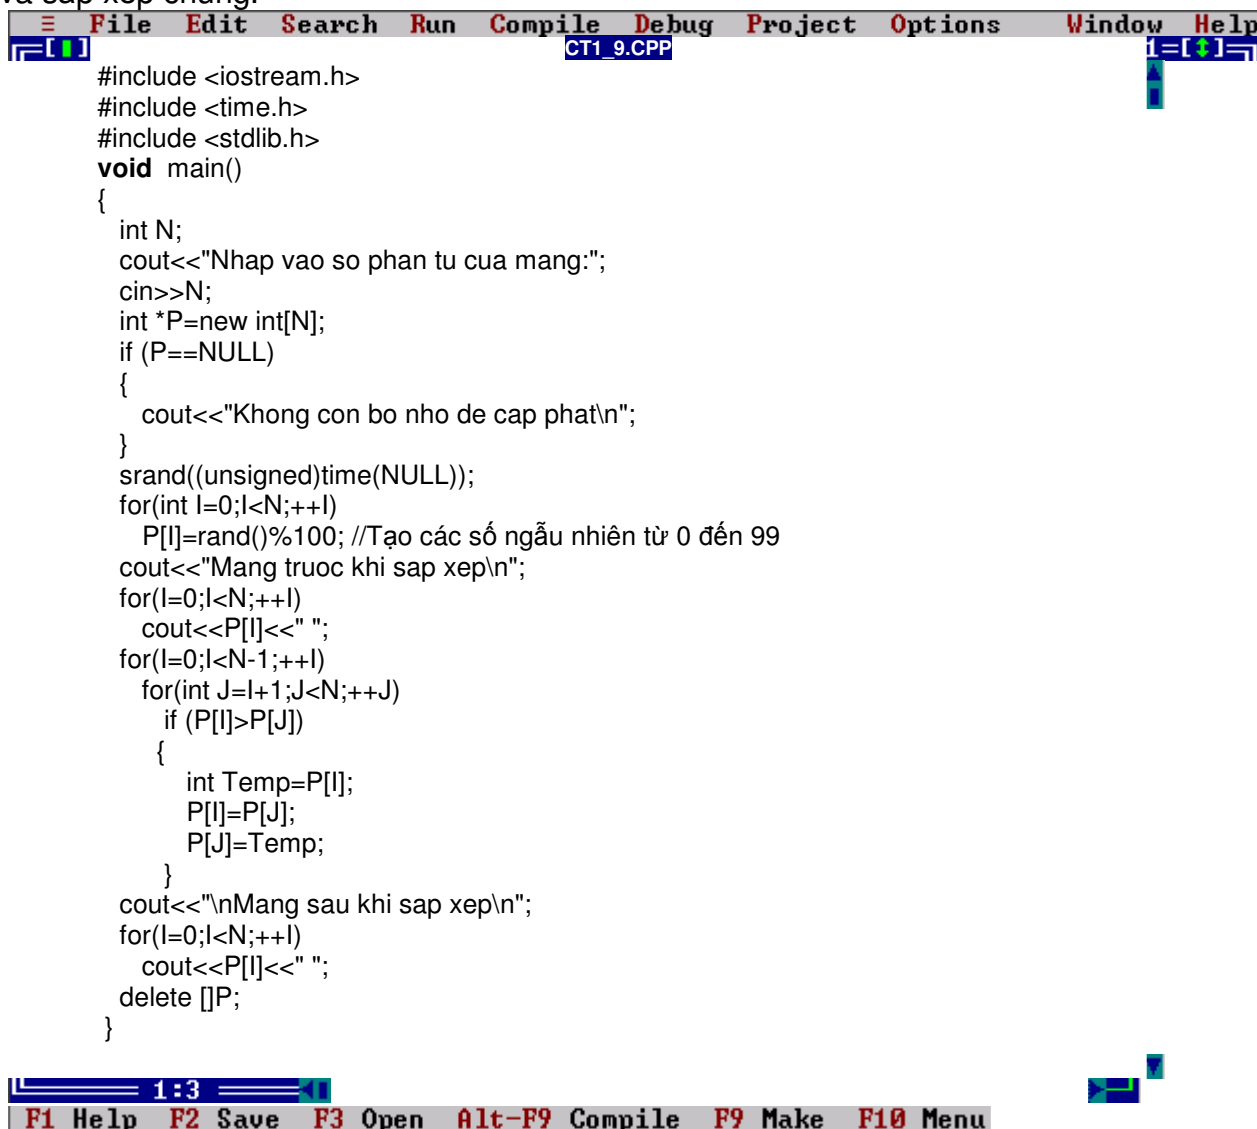 và sắp xếp chúng.
≡ File Edit Search Run Compile Debug Project Options Window Help
[▮] CT1_9.CPP 1=[↕]
#include <iostream.h>
#include <time.h>
#include <stdlib.h>
void main()
{
int N;
cout<<"Nhap vao so phan tu cua mang:";
cin>>N;
int *P=new int[N];
if (P==NULL)
{
cout<<"Khong con bo nho de cap phat\n";
}
srand((unsigned)time(NULL));
for(int I=0;I<N;++I)
P[I]=rand()%100; //Tạo các số ngẫu nhiên từ 0 đến 99
cout<<"Mang truoc khi sap xep\n";
for(I=0;I<N;++I)
cout<<P[I]<<" ";
for(I=0;I<N-1;++I)
for(int J=I+1;J<N;++J)
if (P[I]>P[J])
{
int Temp=P[I];
P[I]=P[J];
P[J]=Temp;
}
cout<<"\nMang sau khi sap xep\n";
for(I=0;I<N;++I)
cout<<P[I]<<" ";
delete []P;
}
1:3
F1 Help F2 Save F3 Open Alt-F9 Compile F9 Make F10 Menu